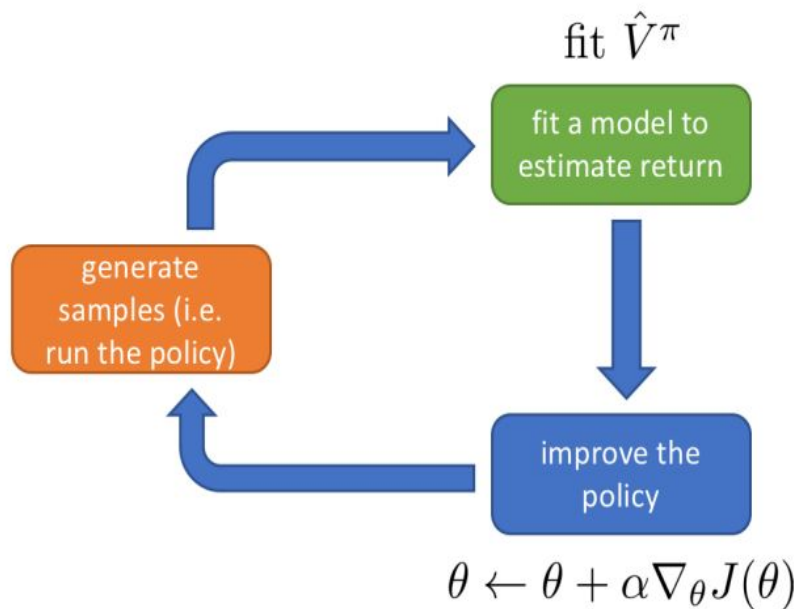 fit V̂^π
fit a model to
estimate return
generate
samples (i.e.
run the policy)
improve the
policy
θ ← θ + α∇_θ J(θ)